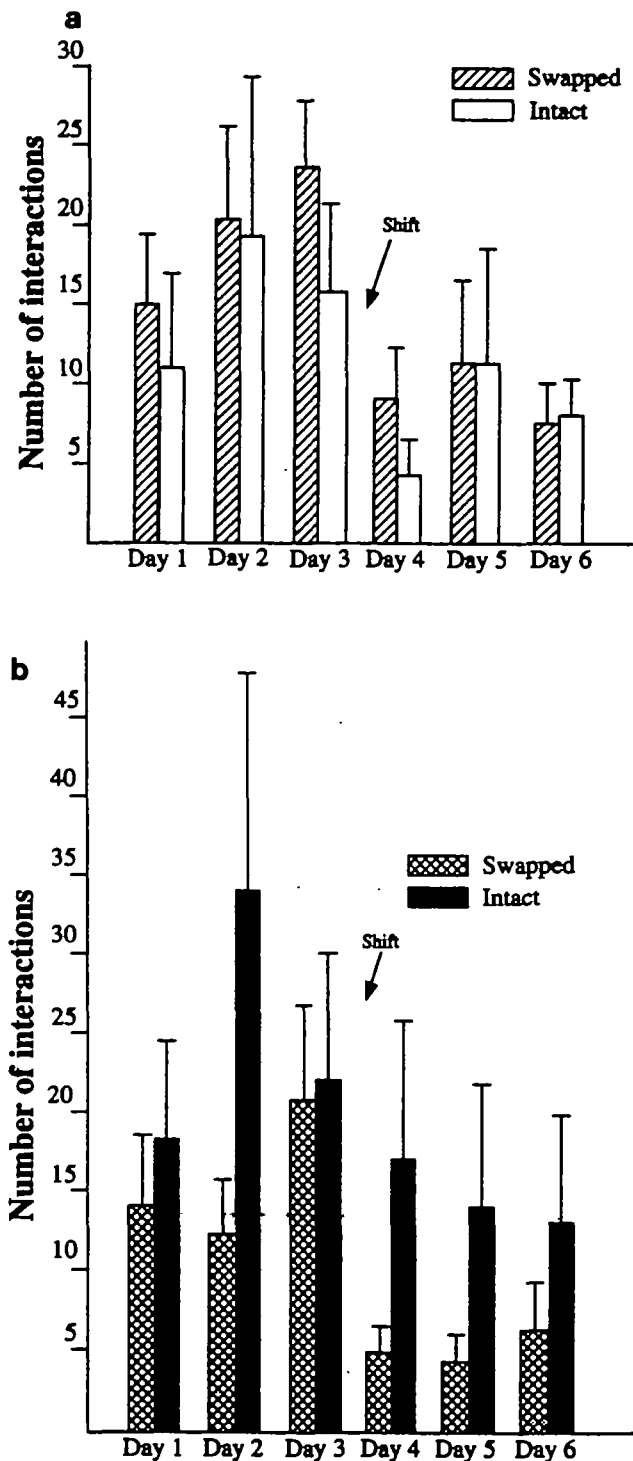 a
30
25
20
15
10
5
Number of interactions
Swapped
Intact
Shift
Day 1 Day 2 Day 3 Day 4 Day 5 Day 6
b
45
40
35
30
25
20
15
10
5
Number of interactions
Swapped
Intact
Shift
Day 1 Day 2 Day 3 Day 4 Day 5 Day 6